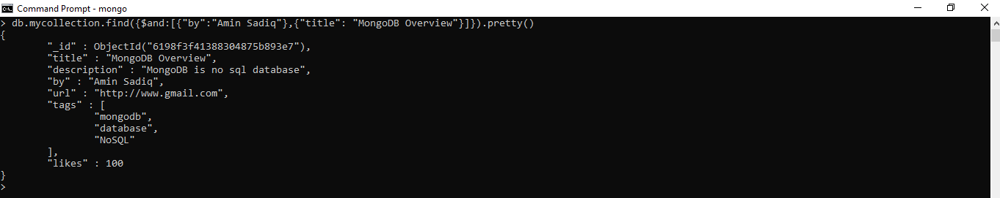 Command Prompt - mongo
> db.mycollection.find({$and:[{"by":"Amin Sadiq"},{"title": "MongoDB Overview"}]}).pretty()
{
        "_id" : ObjectId("6198f3f41388304875b893e7"),
        "title" : "MongoDB Overview",
        "description" : "MongoDB is no sql database",
        "by" : "Amin Sadiq",
        "url" : "http://www.gmail.com",
        "tags" : [
                "mongodb",
                "database",
                "NoSQL"
        ],
        "likes" : 100
}
>